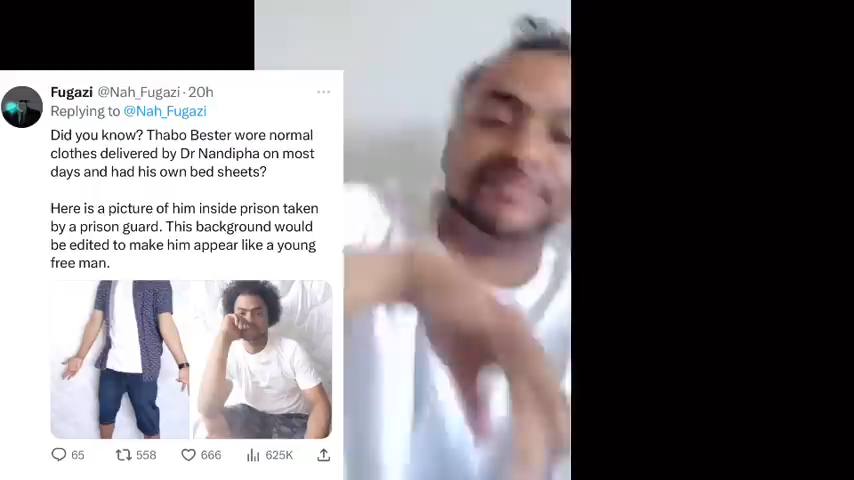 Fugazi @Nah_Fugazi · 20h
Replying to @Nah_Fugazi
Did you know? Thabo Bester wore normal
clothes delivered by Dr Nandipha on most
days and had his own bed sheets?
Here is a picture of him inside prison taken
by a prison guard. This background would
be edited to make him appear like a young
free man.
65 558 666 625K